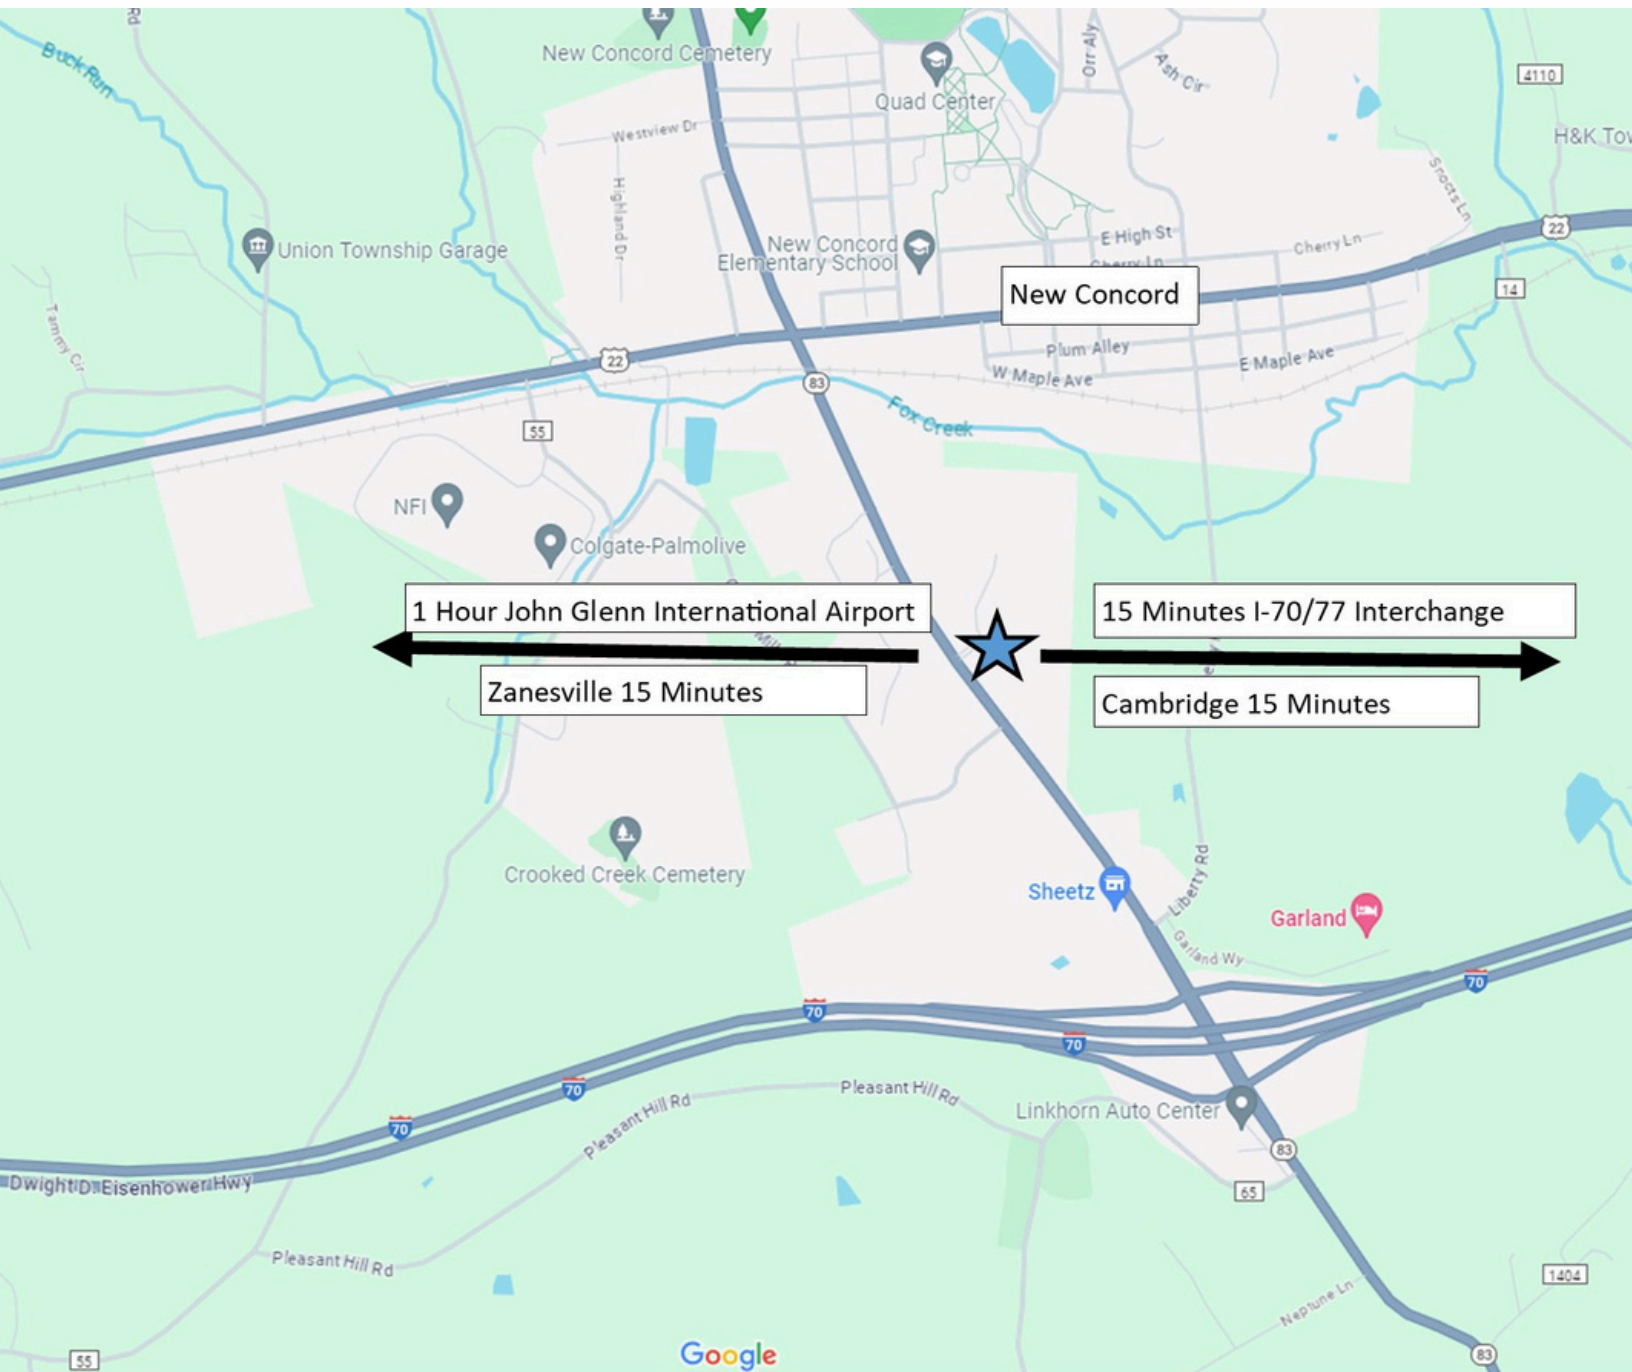 Rd
Buck Run
New Concord Cemetery
Quad Center
Orr Aly
Ash Cir
4110
H&K Tow
Westview Dr
Highland Dr
Snacts Ln
Union Township Garage
New Concord
Elementary School
E High St
Cherry Ln
Cherry Ln
22
New Concord
14
Tammy Cir
22
Plum Alley
E Maple Ave
W Maple Ave
83
Fox Creek
55
NFI
Colgate-Palmolive
1 Hour John Glenn International Airport
15 Minutes I-70/77 Interchange
Zanesville 15 Minutes
Cambridge 15 Minutes
Crooked Creek Cemetery
Sheetz
Liberty Rd
Garland
Garland Wy
70
70
70
70
70
Pleasant Hill Rd
Pleasant Hill Rd
Linkhorn Auto Center
83
Dwight D. Eisenhower Hwy
65
Pleasant Hill Rd
1404
Neptune Ln
55
Google
83